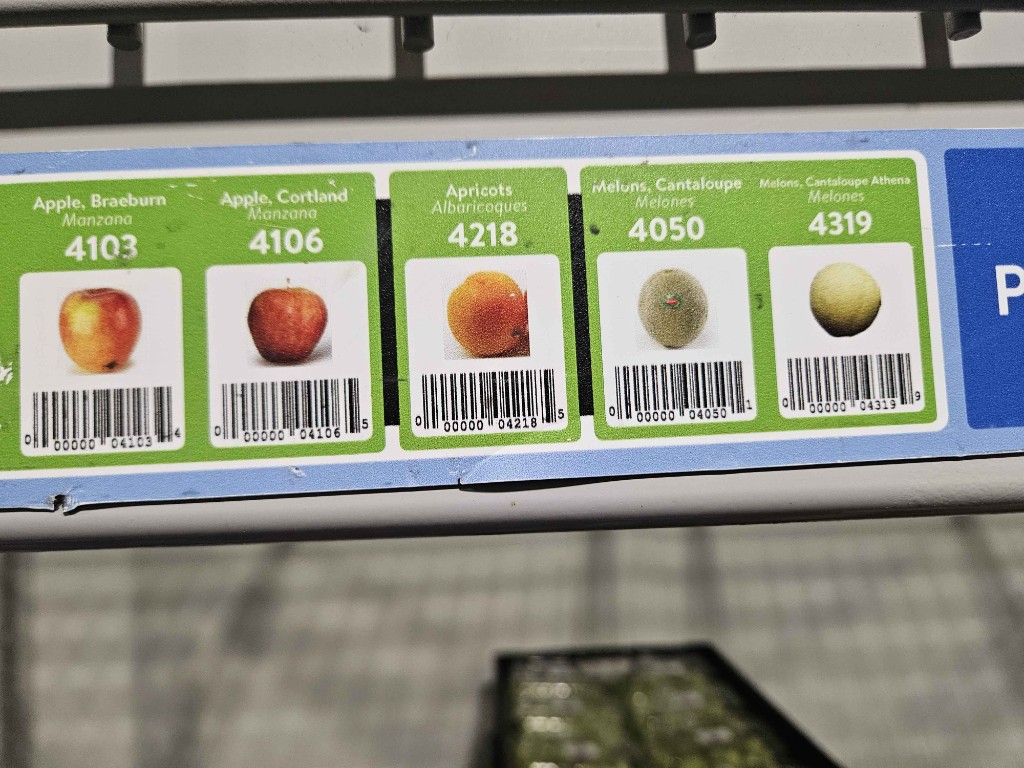 Apple, Braeburn
Manzana
4103
0 00000 04103 4
Apple, Cortland
Manzana
4106
0 00000 04106 5
Apricots
Albaricoques
4218
0 00000 04218 5
Melons, Cantaloupe
Melones
4050
0 00000 04050 1
Melons, Cantaloupe Athena
Melones
4319
0 00000 04319 9
P